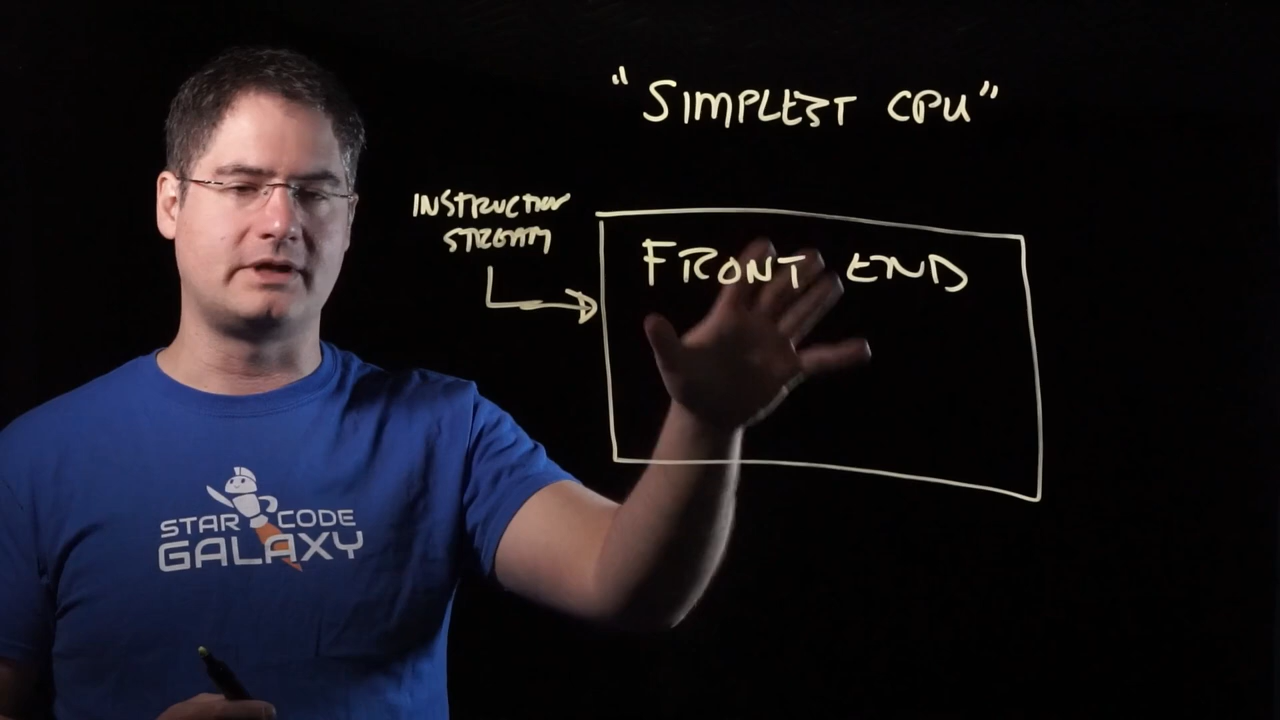 "SIMPLEST CPU"
INSTRUCTION
STREAM
FRONT END
STAR CODE
GALAXY